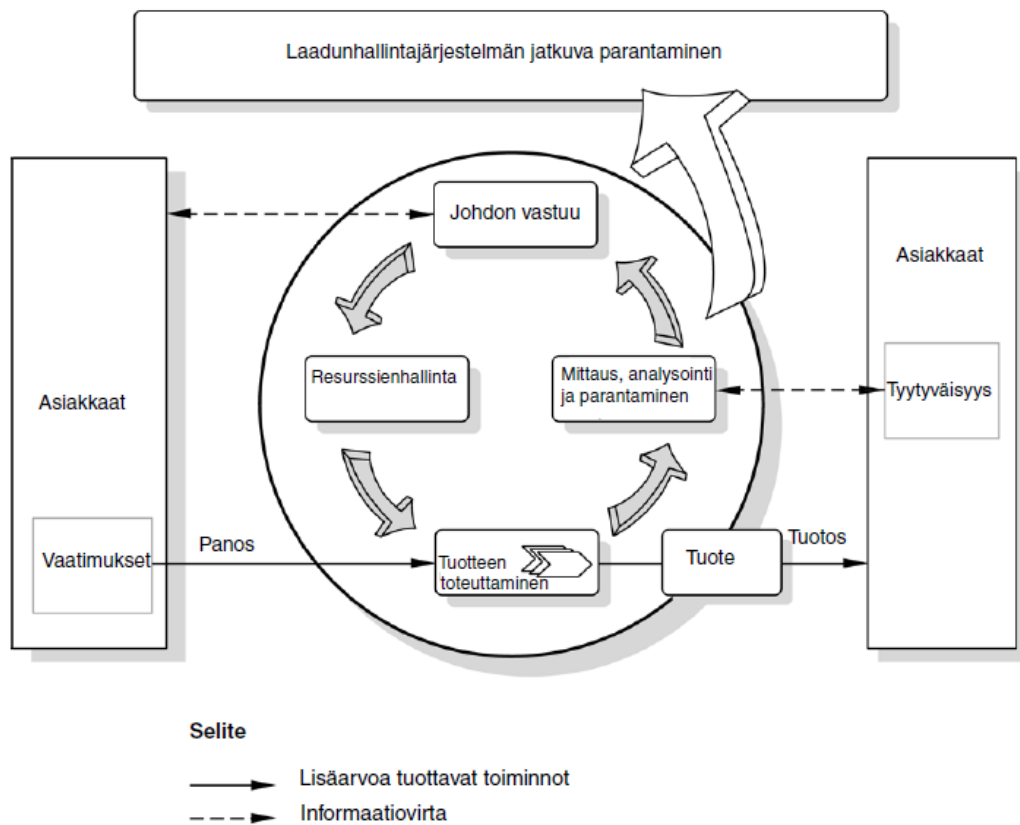 Laadunhallintajärjestelmän jatkuva parantaminen
Johdon vastuu
Asiakkaat
Resurssienhallinta
Mittaus, analysointi
ja parantaminen
Tyytyväisyys
Asiakkaat
Vaatimukset
Panos
Tuotteen
toteuttaminen
Tuote
Tuotos
Selite
Lisäarvoa tuottavat toiminnot
Informaatiovirta